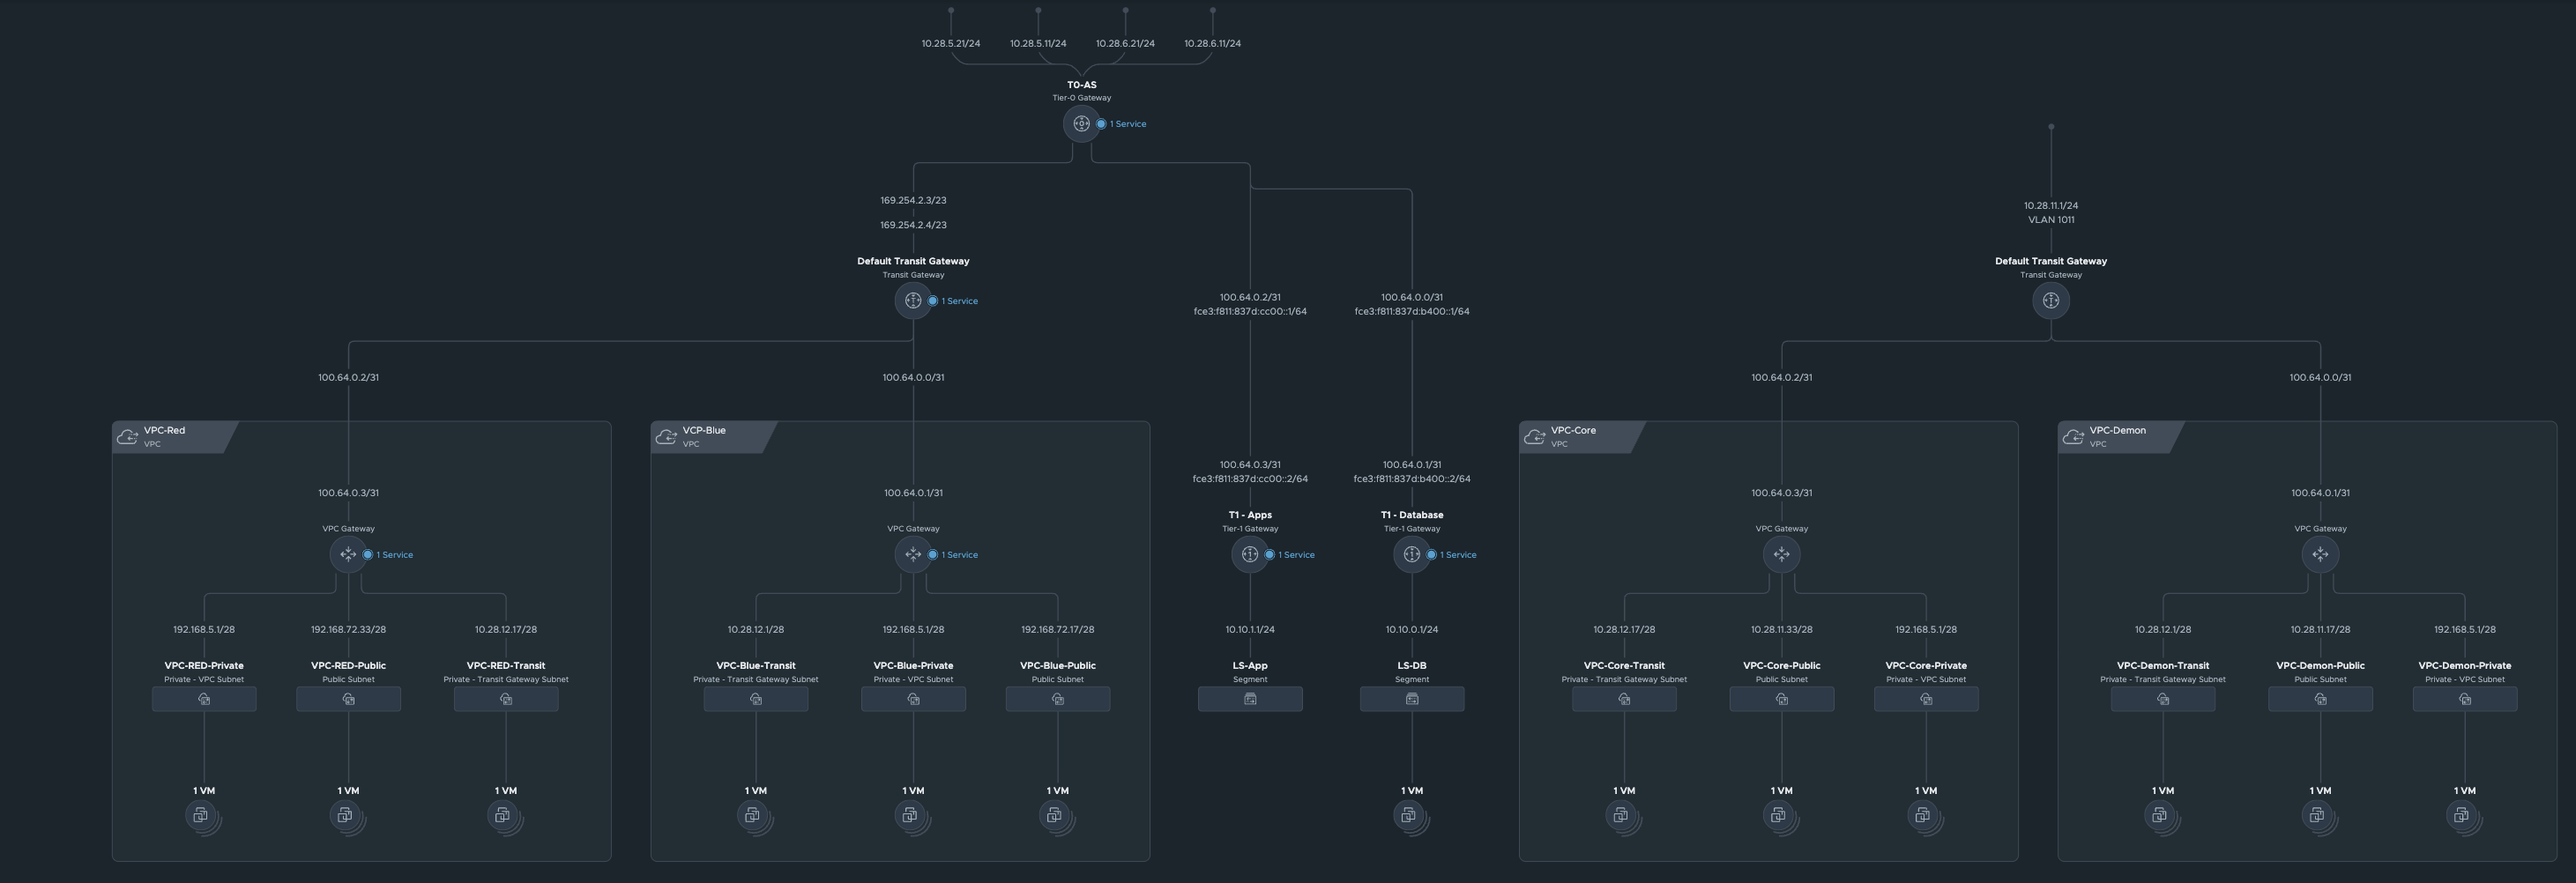 10.28.5.21/24
10.28.5.11/24
10.28.6.21/24
10.28.6.11/24
T0-AS
Tier-0 Gateway
1 Service
169.254.2.3/23
169.254.2.4/23
Default Transit Gateway
Transit Gateway
1 Service
100.64.0.2/31
fce3:f811:837d:cc00::1/64
100.64.0.0/31
fce3:f811:837d:b400::1/64
10.28.11.1/24
VLAN 1011
Default Transit Gateway
Transit Gateway
100.64.0.2/31
100.64.0.0/31
100.64.0.2/31
100.64.0.0/31
VPC-Red
VPC
100.64.0.3/31
VPC Gateway
1 Service
192.168.5.1/28
192.168.72.33/28
10.28.12.17/28
VPC-RED-Private
Private - VPC Subnet
VPC-RED-Public
Public Subnet
VPC-RED-Transit
Private - Transit Gateway Subnet
1 VM
1 VM
1 VM
VCP-Blue
VPC
100.64.0.1/31
VPC Gateway
1 Service
10.28.12.1/28
192.168.5.1/28
192.168.72.17/28
VPC-Blue-Transit
Private - Transit Gateway Subnet
VPC-Blue-Private
Private - VPC Subnet
VPC-Blue-Public
Public Subnet
1 VM
1 VM
1 VM
100.64.0.3/31
fce3:f811:837d:cc00::2/64
T1 - Apps
Tier-1 Gateway
1 Service
10.10.1.1/24
LS-App
Segment
100.64.0.1/31
fce3:f811:837d:b400::2/64
T1 - Database
Tier-1 Gateway
1 Service
10.10.0.1/24
LS-DB
Segment
1 VM
VPC-Core
VPC
100.64.0.3/31
VPC Gateway
10.28.12.17/28
10.28.11.33/28
192.168.5.1/28
VPC-Core-Transit
Private - Transit Gateway Subnet
VPC-Core-Public
Public Subnet
VPC-Core-Private
Private - VPC Subnet
1 VM
1 VM
1 VM
VPC-Demon
VPC
100.64.0.1/31
VPC Gateway
10.28.12.1/28
10.28.11.17/28
192.168.5.1/28
VPC-Demon-Transit
Private - Transit Gateway Subnet
VPC-Demon-Public
Public Subnet
VPC-Demon-Private
Private - VPC Subnet
1 VM
1 VM
1 VM